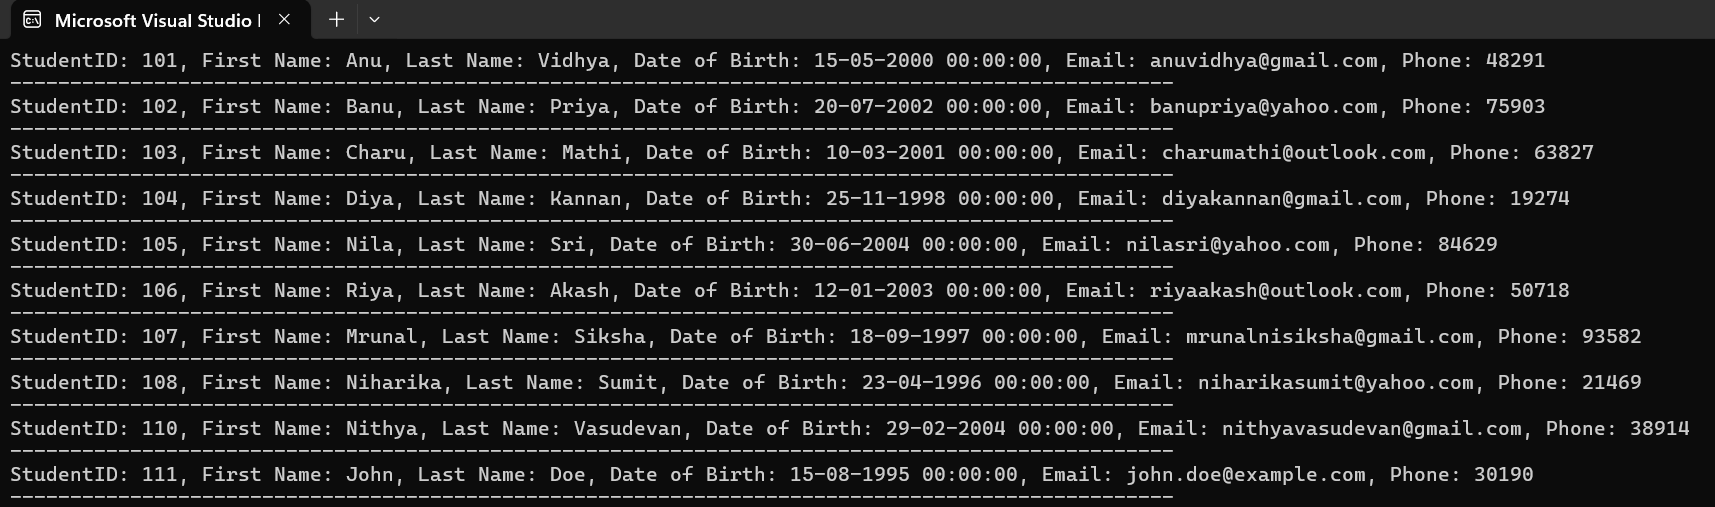 Microsoft Visual Studio
StudentID: 101, First Name: Anu, Last Name: Vidhya, Date of Birth: 15-05-2000 00:00:00, Email: anuvidhya@gmail.com, Phone: 48291
-------------------------------------------------------------------------------------------------
StudentID: 102, First Name: Banu, Last Name: Priya, Date of Birth: 20-07-2002 00:00:00, Email: banupriya@yahoo.com, Phone: 75903
-------------------------------------------------------------------------------------------------
StudentID: 103, First Name: Charu, Last Name: Mathi, Date of Birth: 10-03-2001 00:00:00, Email: charumathi@outlook.com, Phone: 63827
-------------------------------------------------------------------------------------------------
StudentID: 104, First Name: Diya, Last Name: Kannan, Date of Birth: 25-11-1998 00:00:00, Email: diyakannan@gmail.com, Phone: 19274
-------------------------------------------------------------------------------------------------
StudentID: 105, First Name: Nila, Last Name: Sri, Date of Birth: 30-06-2004 00:00:00, Email: nilasri@yahoo.com, Phone: 84629
-------------------------------------------------------------------------------------------------
StudentID: 106, First Name: Riya, Last Name: Akash, Date of Birth: 12-01-2003 00:00:00, Email: riyaakash@outlook.com, Phone: 50718
-------------------------------------------------------------------------------------------------
StudentID: 107, First Name: Mrunal, Last Name: Siksha, Date of Birth: 18-09-1997 00:00:00, Email: mrunalnisiksha@gmail.com, Phone: 93582
-------------------------------------------------------------------------------------------------
StudentID: 108, First Name: Niharika, Last Name: Sumit, Date of Birth: 23-04-1996 00:00:00, Email: niharikasumit@yahoo.com, Phone: 21469
-------------------------------------------------------------------------------------------------
StudentID: 110, First Name: Nithya, Last Name: Vasudevan, Date of Birth: 29-02-2004 00:00:00, Email: nithyavasudevan@gmail.com, Phone: 38914
-------------------------------------------------------------------------------------------------
StudentID: 111, First Name: John, Last Name: Doe, Date of Birth: 15-08-1995 00:00:00, Email: john.doe@example.com, Phone: 30190
-------------------------------------------------------------------------------------------------